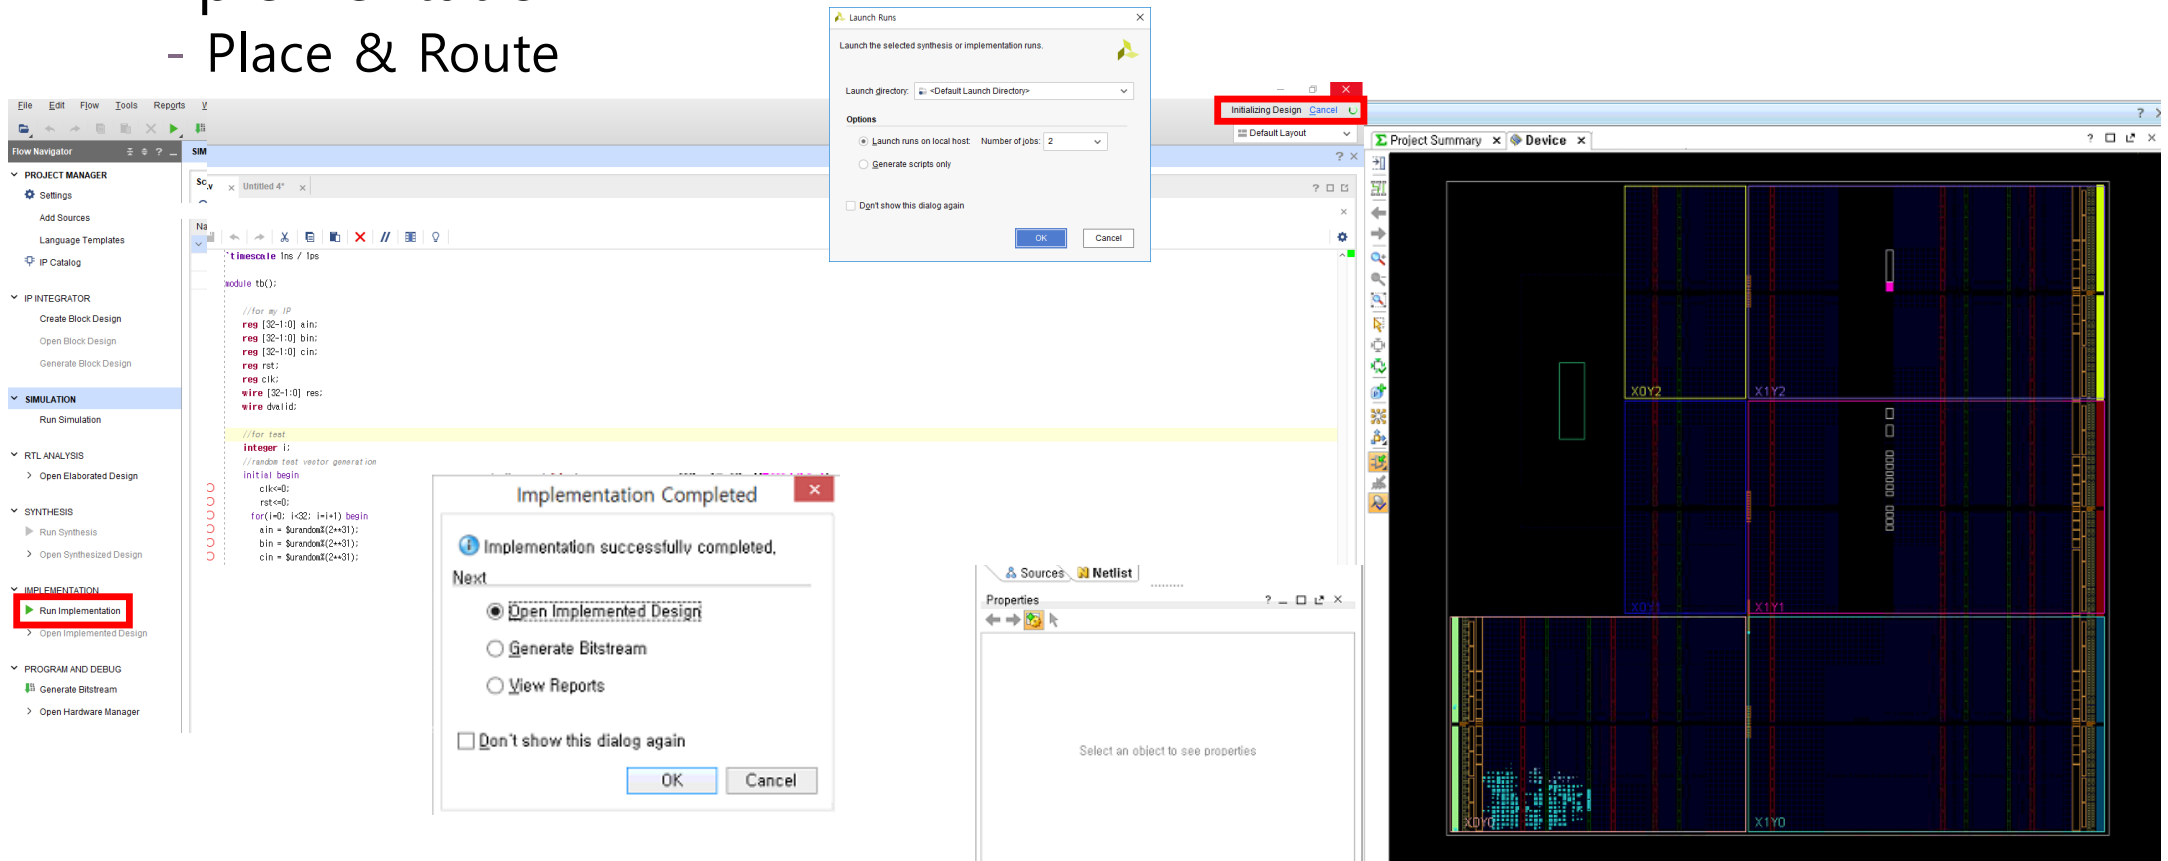 - Place & Route
File Edit Flow Tools Reports
Flow Navigator
PROJECT MANAGER
Settings
Add Sources
Language Templates
IP Catalog
IP INTEGRATOR
Create Block Design
Open Block Design
Generate Block Design
SIMULATION
Run Simulation
RTL ANALYSIS
Open Elaborated Design
SYNTHESIS
Run Synthesis
Open Synthesized Design
IMPLEMENTATION
Run Implementation
Open Implemented Design
PROGRAM AND DEBUG
Generate Bitstream
Open Hardware Manager
SIM
Untitled 4*
`timescale 1ns / 1ps
module tb();
//for my IP
reg [32-1:0] ain;
reg [32-1:0] bin;
reg [32-1:0] cin;
reg rst;
reg clk;
wire [32-1:0] res;
wire dvalid;
//for test
integer i;
//random test vector generation
initial begin
clk<=0;
rst<=0;
for(i=0; i<32; i=i+1) begin
ain = $urandom%(2**31);
bin = $urandom%(2**31);
cin = $urandom%(2**31);
Launch Runs
Launch the selected synthesis or implementation runs.
Launch directory: <Default Launch Directory>
Options
Launch runs on local host: Number of jobs: 2
Generate scripts only
Don't show this dialog again
OK Cancel
Initializing Design Cancel
Default Layout
Implementation Completed
Implementation successfully completed,
Next
Open Implemented Design
Generate Bitstream
View Reports
Don't show this dialog again
OK Cancel
Sources Netlist
Properties
Select an object to see properties
Project Summary Device
X0Y2 X1Y2
X0Y1 X1Y1
X0Y0 X1Y0